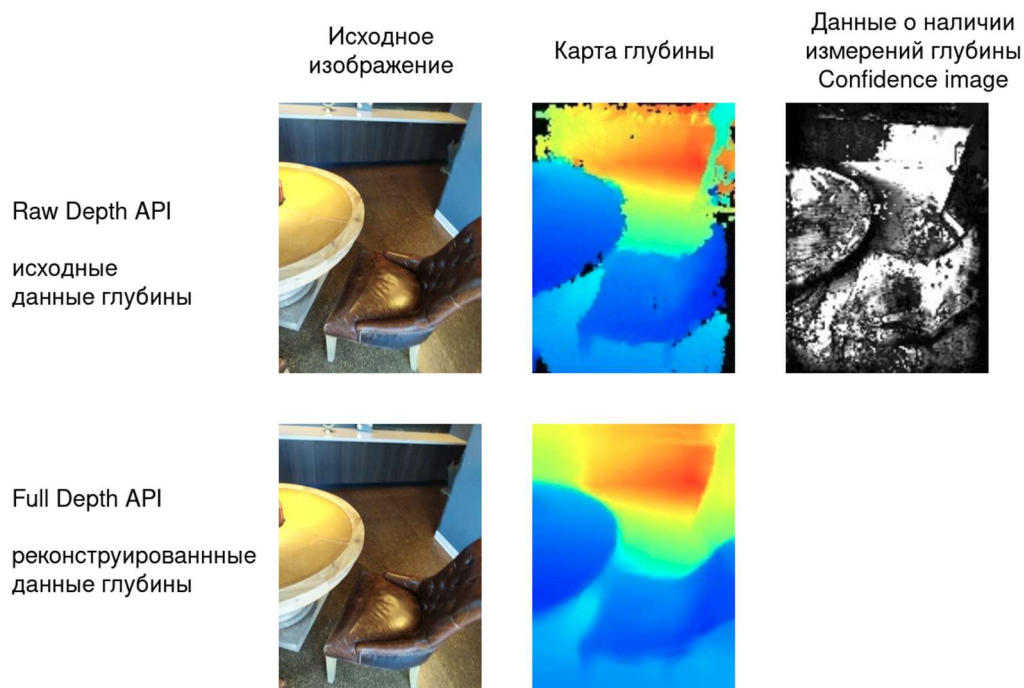 Исходное
изображение
Карта глубины
Данные о наличии
измерений глубины
Confidence image
Raw Depth API
исходные
данные глубины
Full Depth API
реконструированнные
данные глубины